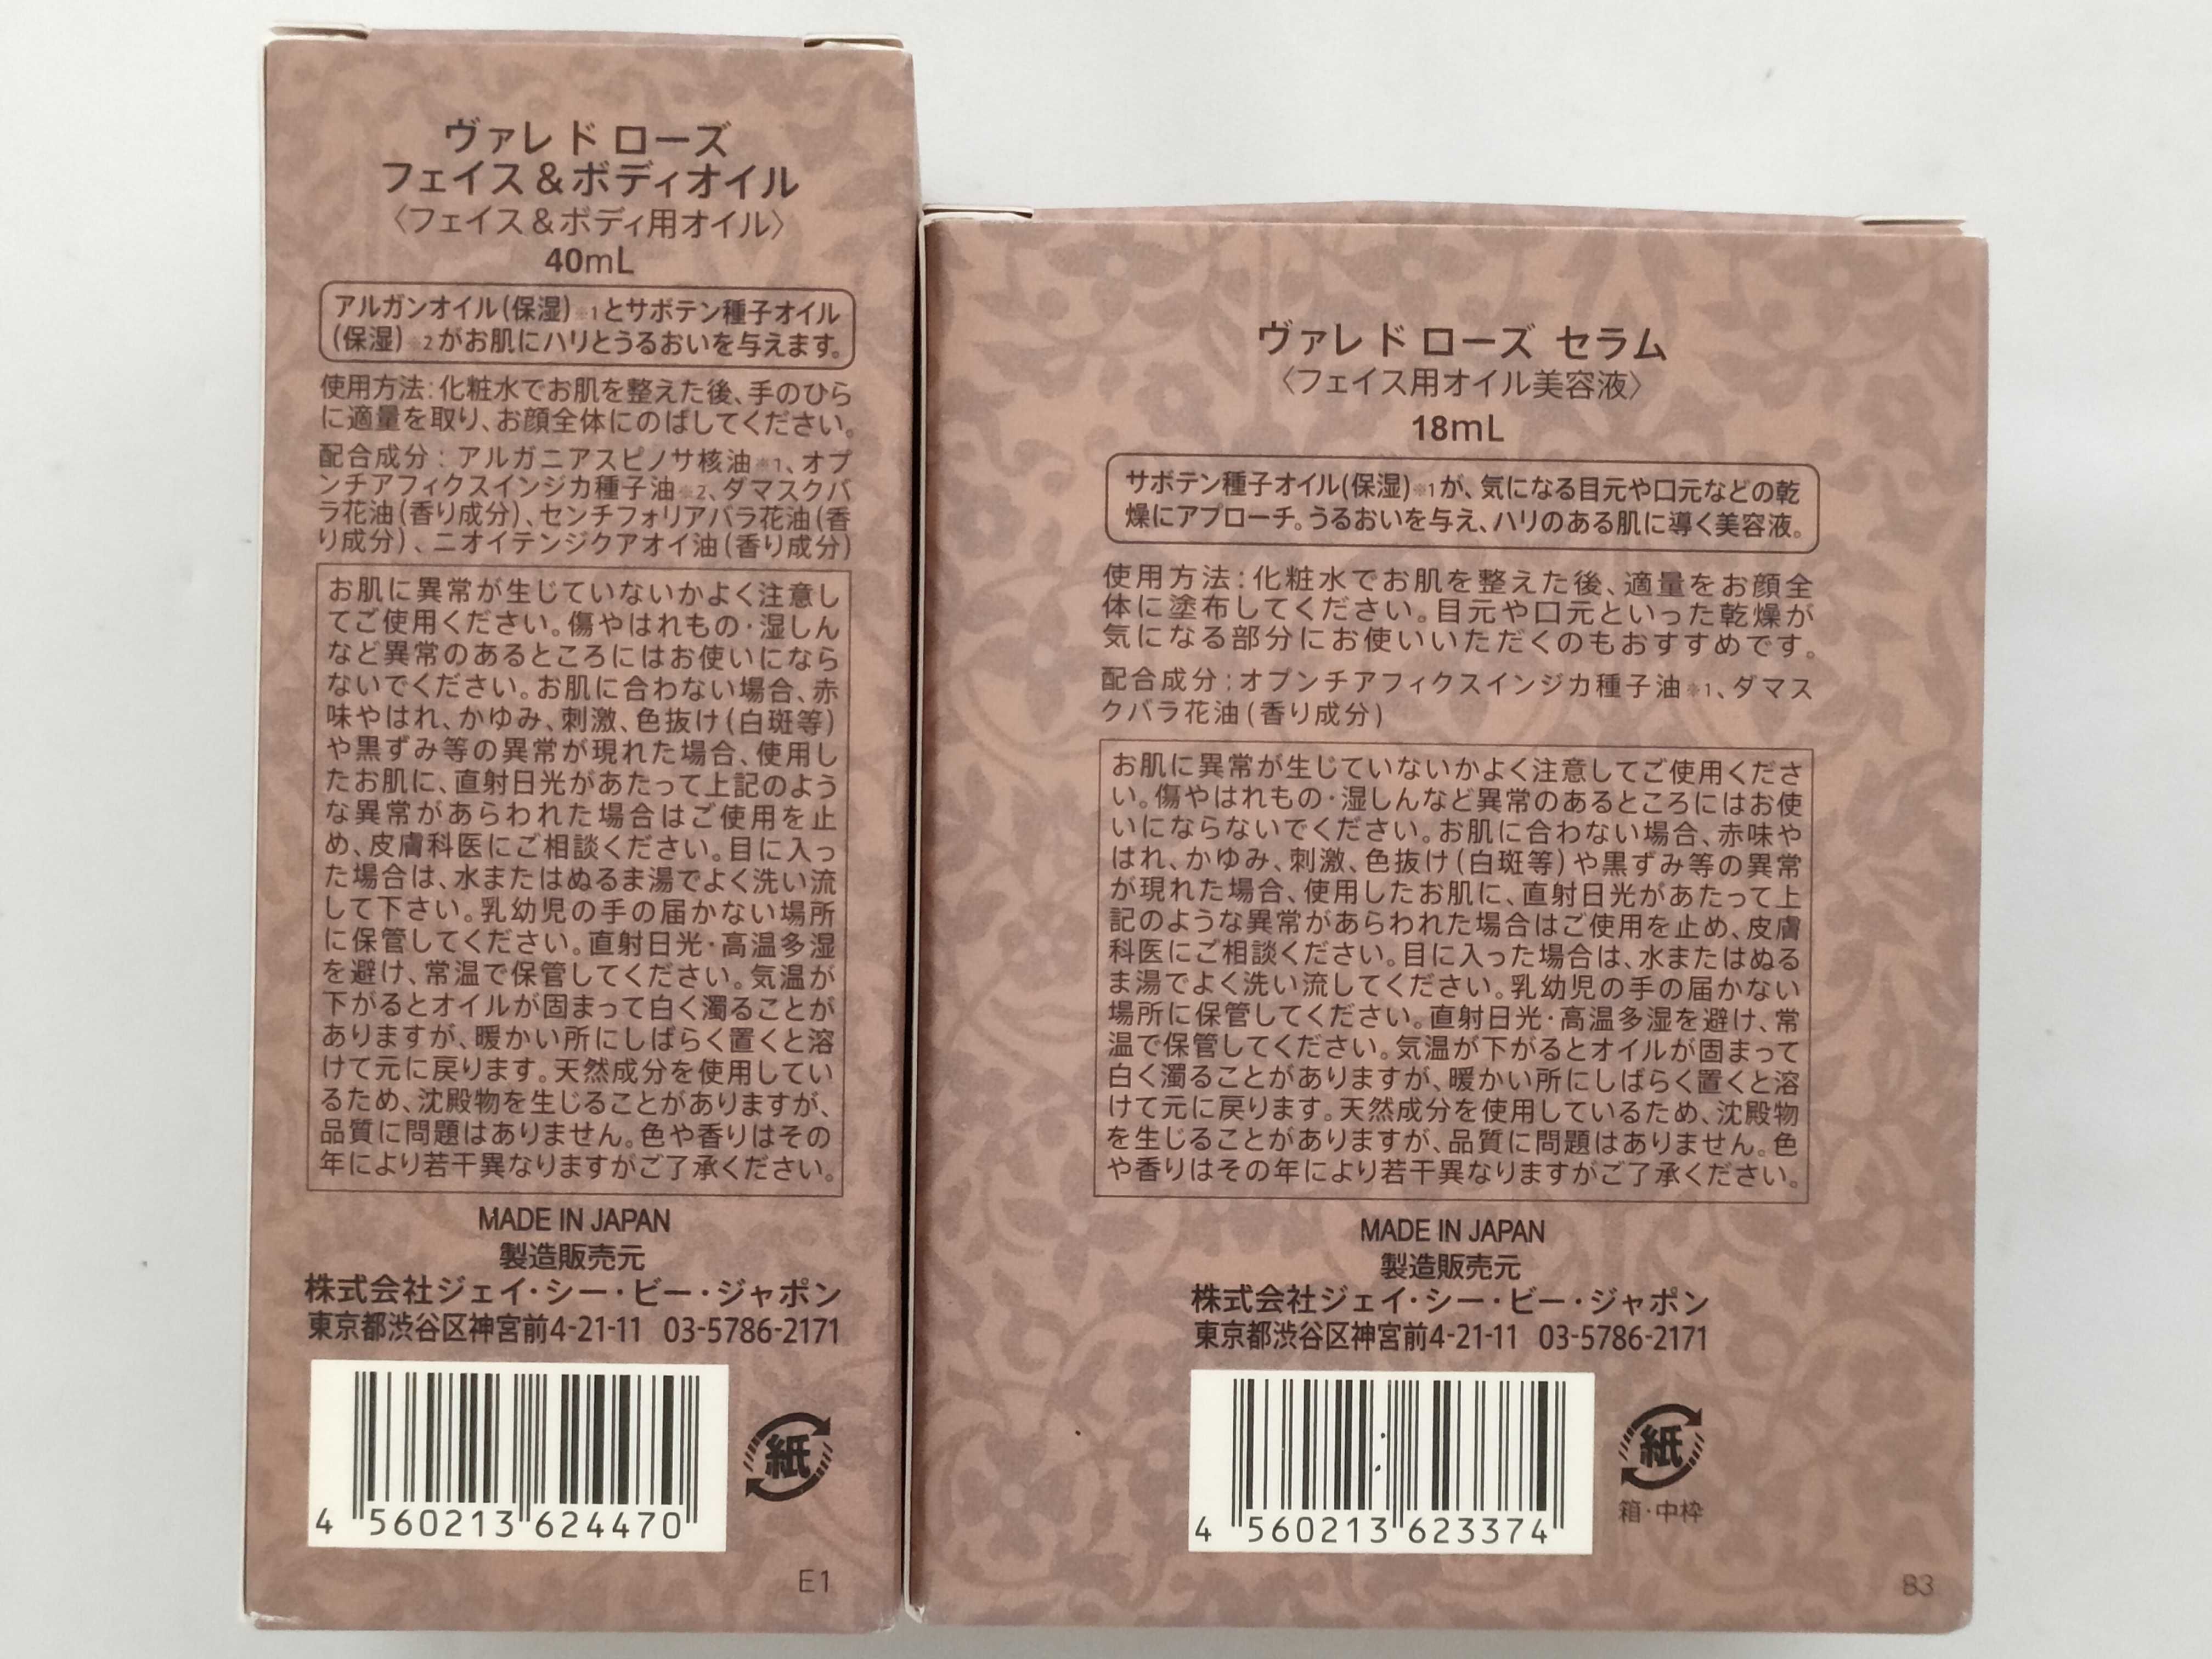 ヴァレ ド ローズ
フェイス＆ボディオイル
〈フェイス＆ボディ用オイル〉
40mL
アルガンオイル(保湿)※1とサボテン種子オイル
(保湿)※2がお肌にハリとうるおいを与えます。
使用方法：化粧水でお肌を整えた後、手のひら
に適量を取り、お顔全体にのばしてください。
配合成分：アルガニアスピノサ核油※1、オプ
ンチアフィクスインジカ種子油※2、ダマスクバ
ラ花油(香り成分)、センチフォリアバラ花油(香
り成分)、ニオイテンジクアオイ油(香り成分)
お肌に異常が生じていないかよく注意し
てご使用ください。傷やはれもの・湿しん
など異常のあるところにはお使いになら
ないでください。お肌に合わない場合、赤
味やはれ、かゆみ、刺激、色抜け(白斑等)
や黒ずみ等の異常が現れた場合、使用し
たお肌に、直射日光があたって上記のよう
な異常があらわれた場合はご使用を止
め、皮膚科医にご相談ください。目に入っ
た場合は、水またはぬるま湯でよく洗い流
して下さい。乳幼児の手の届かない場所
に保管してください。直射日光・高温多湿
を避け、常温で保管してください。気温が
下がるとオイルが固まって白く濁ることが
ありますが、暖かい所にしばらく置くと溶
けて元に戻ります。天然成分を使用してい
るため、沈殿物を生じることがありますが、
品質に問題はありません。色や香りはその
年により若干異なりますがご了承ください。
MADE IN JAPAN
製造販売元
株式会社ジェイ・シー・ビー・ジャポン
東京都渋谷区神宮前4-21-11 03-5786-2171
4 560213 624470
紙
E1
ヴァレ ド ローズ セラム
〈フェイス用オイル美容液〉
18mL
サボテン種子オイル(保湿)※1が、気になる目元や口元などの乾
燥にアプローチ。うるおいを与え、ハリのある肌に導く美容液。
使用方法：化粧水でお肌を整えた後、適量をお顔全
体に塗布してください。目元や口元といった乾燥が
気になる部分にお使いいただくのもおすすめです。
配合成分：オプンチアフィクスインジカ種子油※1、ダマス
クバラ花油(香り成分)
お肌に異常が生じていないかよく注意してご使用くださ
い。傷やはれもの・湿しんなど異常のあるところにはお使
いにならないでください。お肌に合わない場合、赤味や
はれ、かゆみ、刺激、色抜け(白斑等)や黒ずみ等の異常
が現れた場合、使用したお肌に、直射日光があたって上
記のような異常があらわれた場合はご使用を止め、皮膚
科医にご相談ください。目に入った場合は、水またはぬる
ま湯でよく洗い流してください。乳幼児の手の届かない
場所に保管してください。直射日光・高温多湿を避け、常
温で保管してください。気温が下がるとオイルが固まって
白く濁ることがありますが、暖かい所にしばらく置くと溶
けて元に戻ります。天然成分を使用しているため、沈殿物
を生じることがありますが、品質に問題はありません。色
や香りはその年により若干異なりますがご了承ください。
MADE IN JAPAN
製造販売元
株式会社ジェイ・シー・ビー・ジャポン
東京都渋谷区神宮前4-21-11 03-5786-2171
4 560213 623374
紙
箱・中枠
B3